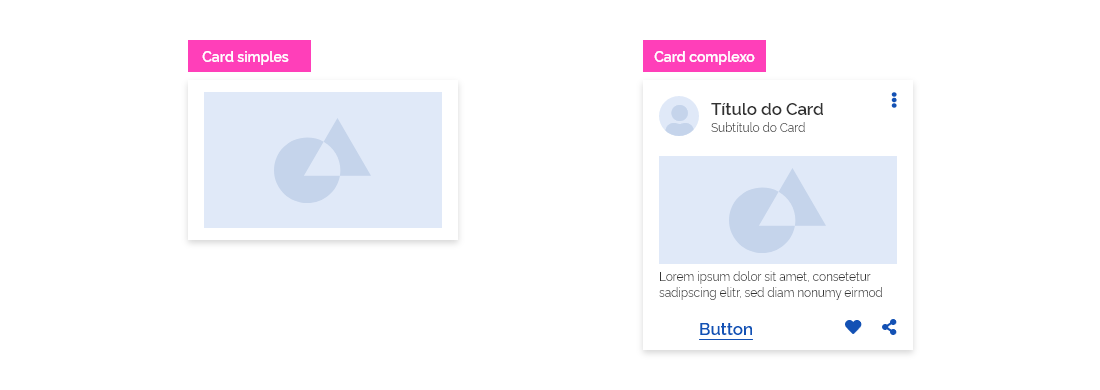 Card simples
Card complexo
Título do Card
Subtítulo do Card
Lorem ipsum dolor sit amet, consetetur
sadipscing elitr, sed diam nonumy eirmod
Button